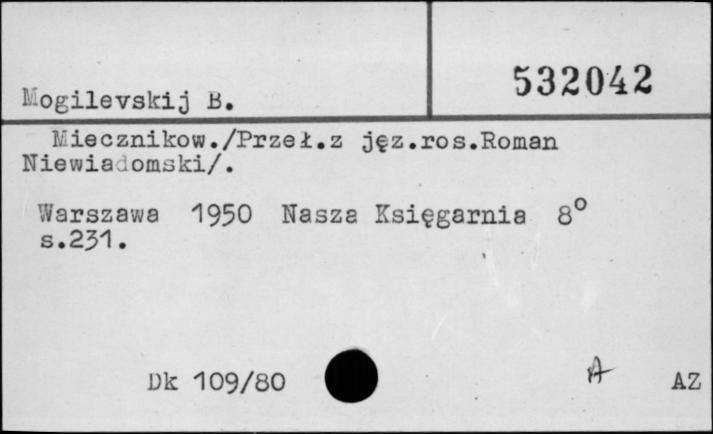 532042
Mogilevskij B.
Miecznikow./Przeł.z jęz.ros.Roman
Niewiadomski/.
Warszawa 1950 Nasza Księgarnia 8°
s.231.
Dk 109/80
A
AZ